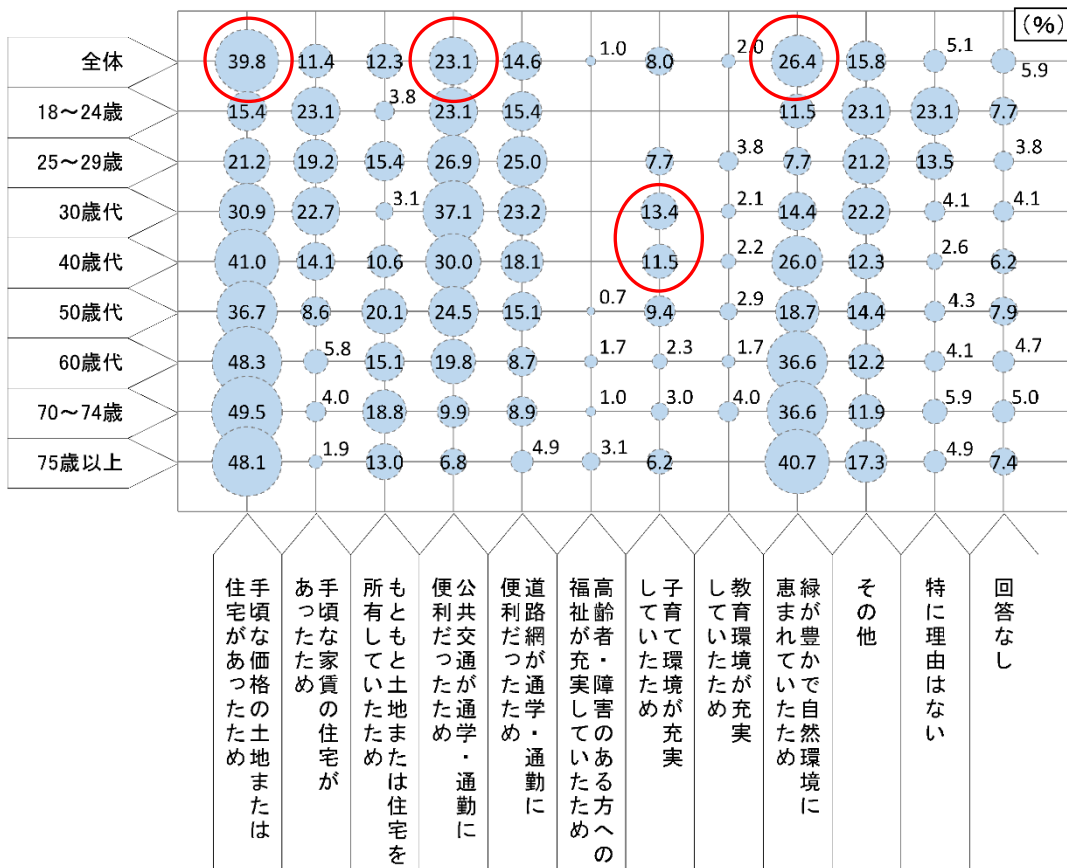 (%)
全体 39.8 11.4 12.3 23.1 14.6 1.0 8.0 2.0 26.4 15.8 5.1 5.9
18～24歳 15.4 23.1 3.8 23.1 15.4 11.5 23.1 23.1 7.7
25～29歳 21.2 19.2 15.4 26.9 25.0 7.7 3.8 7.7 21.2 13.5 3.8
30歳代 30.9 22.7 3.1 37.1 23.2 13.4 2.1 14.4 22.2 4.1 4.1
40歳代 41.0 14.1 10.6 30.0 18.1 11.5 2.2 26.0 12.3 2.6 6.2
50歳代 36.7 8.6 20.1 24.5 15.1 0.7 9.4 2.9 18.7 14.4 4.3 7.9
60歳代 48.3 5.8 15.1 19.8 8.7 1.7 2.3 1.7 36.6 12.2 4.1 4.7
70～74歳 49.5 4.0 18.8 9.9 8.9 1.0 3.0 4.0 36.6 11.9 5.9 5.0
75歳以上 48.1 1.9 13.0 6.8 4.9 3.1 6.2 40.7 17.3 4.9 7.4
手頃な価格の土地または
住宅があったため
手頃な家賃の住宅が
あったため
もともと土地または住宅を
所有していたため
公共交通が通学・通勤に
便利だったため
道路網が通学・通勤に
便利だったため
高齢者・障害のある方への
福祉が充実していたため
子育て環境が充実
していたため
教育環境が充実
していたため
緑が豊かで自然環境に
恵まれていたため
その他
特に理由はない
回答なし